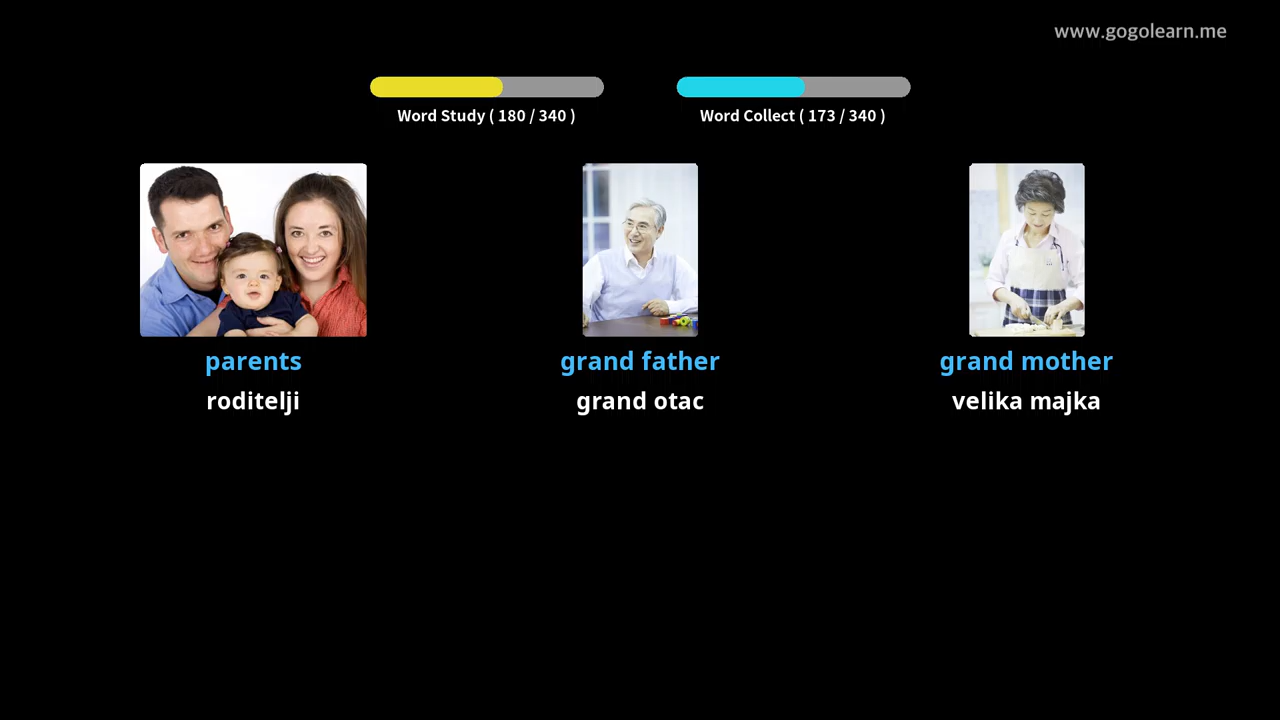 www.gogolearn.me
Word Study ( 180 / 340 )
Word Collect ( 173 / 340 )
parents
grand father
grand mother
roditelji
grand otac
velika majka